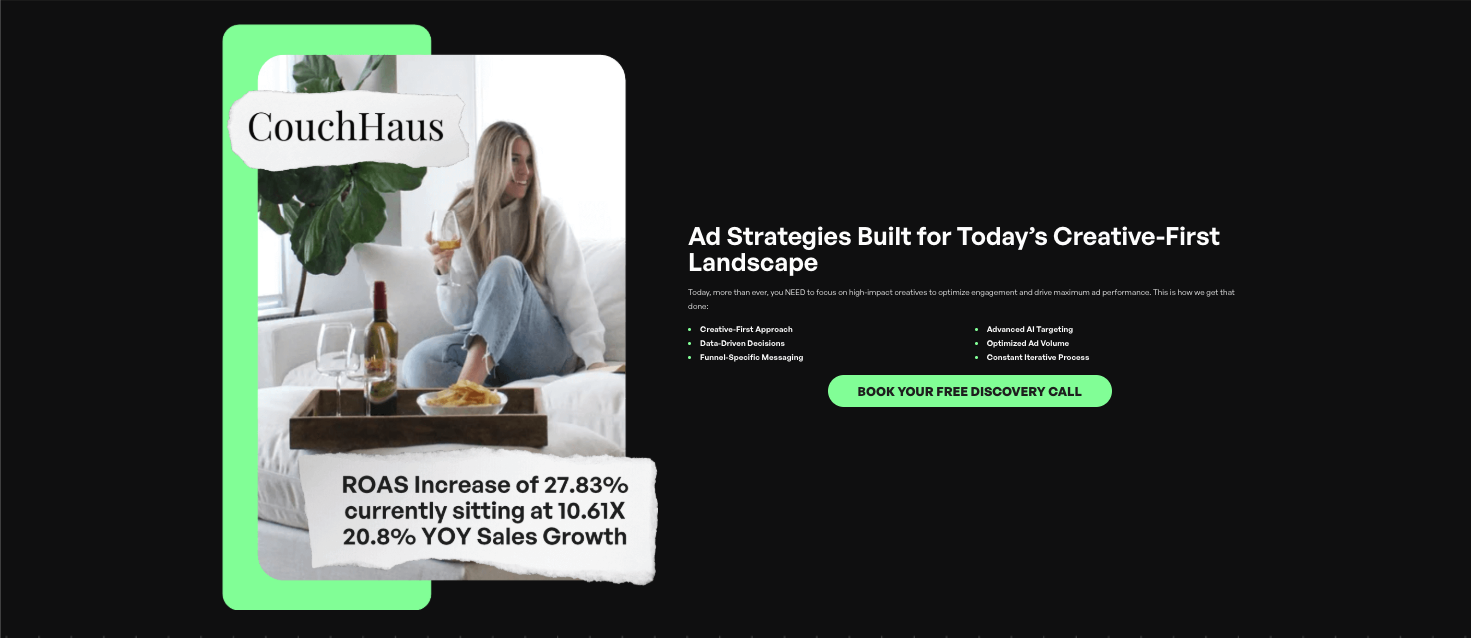 CouchHaus
ROAS Increase of 27.83%
currently sitting at 10.61X
20.8% YOY Sales Growth
Ad Strategies Built for Today’s Creative-First
Landscape
Today, more than ever, you NEED to focus on high-impact creatives to optimize engagement and drive maximum ad performance. This is how we get that
done:
Creative-First Approach
Data-Driven Decisions
Funnel-Specific Messaging
Advanced AI Targeting
Optimized Ad Volume
Constant Iterative Process
BOOK YOUR FREE DISCOVERY CALL